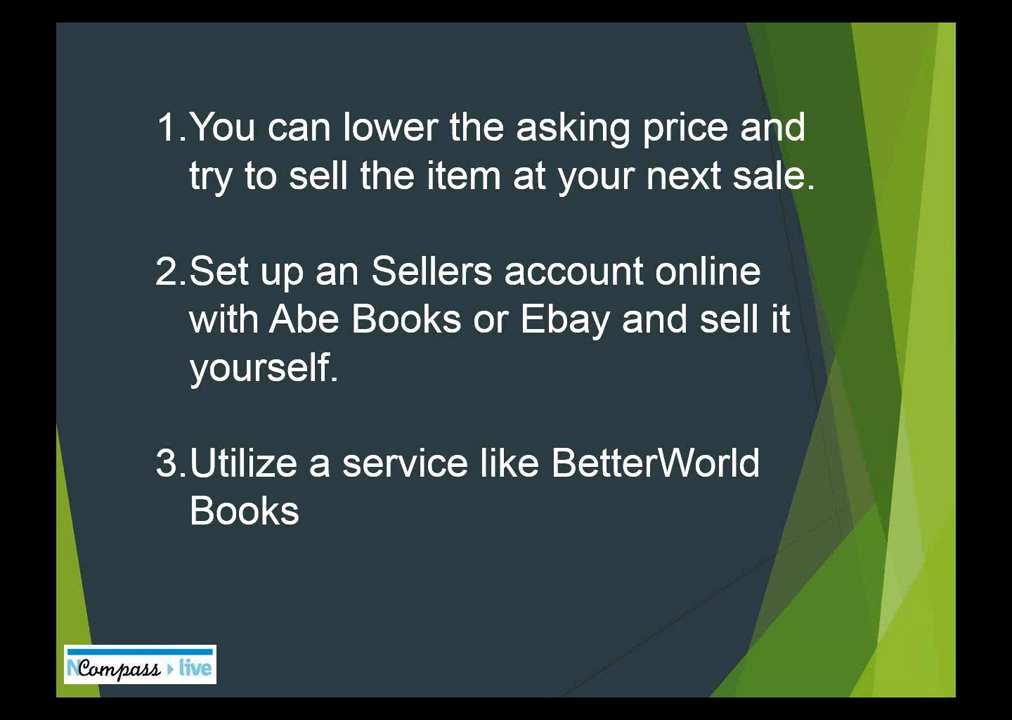 1.You can lower the asking price and
try to sell the item at your next sale.
2.Set up an Sellers account online
with Abe Books or Ebay and sell it
yourself.
3.Utilize a service like BetterWorld
Books
NCompass live